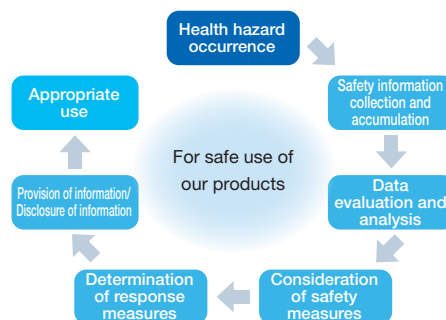 Health hazard
occurrence
Safety information
collection and
accumulation
Data
evaluation and
analysis
Consideration
of safety
measures
Determination
of response
measures
Provision of information/
Disclosure of information
Appropriate
use
For safe use of
our products